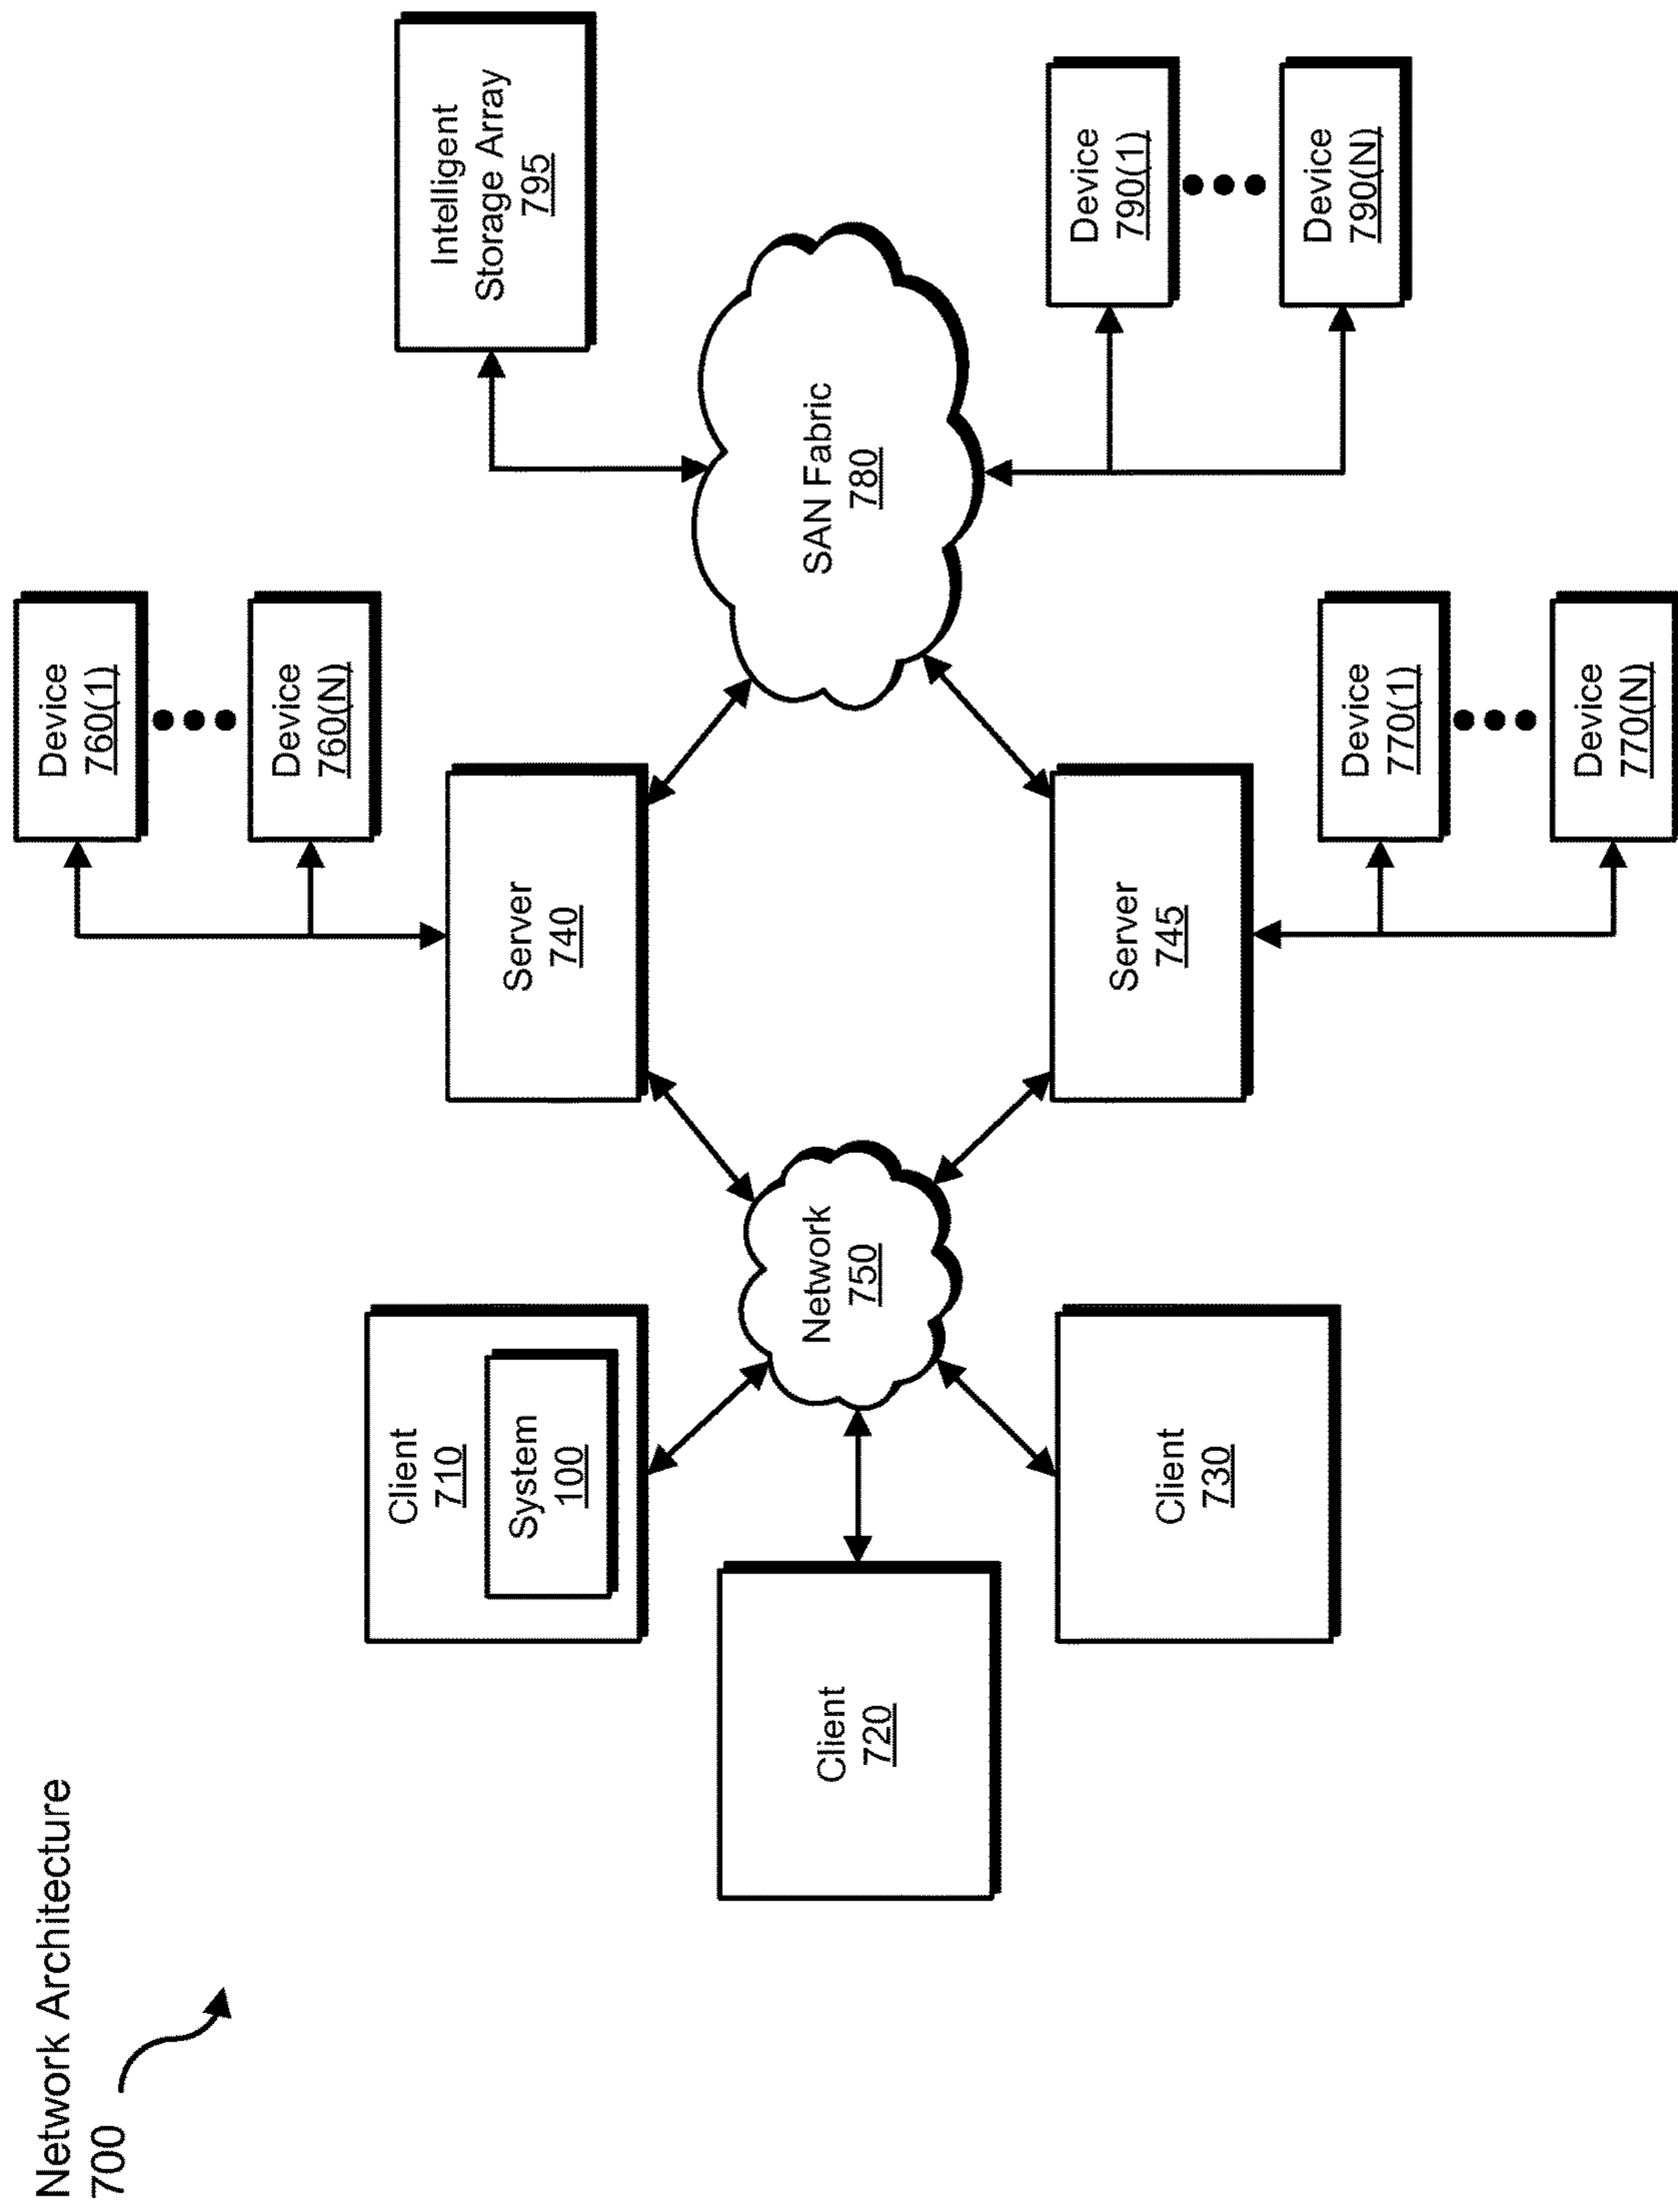 Network Architecture
700
Client
710
System
100
Client
720
Client
730
Network
750
Server
740
Server
745
Device
760(1)
Device
760(N)
Device
770(1)
Device
770(N)
SAN Fabric
780
Intelligent
Storage Array
795
Device
790(1)
Device
790(N)